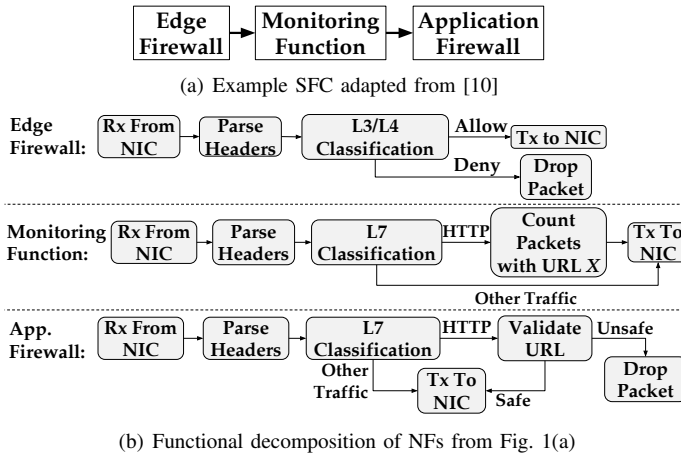 Edge Firewall
Monitoring Function
Application Firewall
(a) Example SFC adapted from [10]
Edge Firewall:
Rx From NIC
Parse Headers
L3/L4 Classification
Allow
Tx to NIC
Deny
Drop Packet
Monitoring Function:
Rx From NIC
Parse Headers
L7 Classification
HTTP
Count Packets with URL X
Tx To NIC
Other Traffic
App. Firewall:
Rx From NIC
Parse Headers
L7 Classification
HTTP
Validate URL
Unsafe
Other Traffic
Tx To NIC
Safe
Drop Packet
(b) Functional decomposition of NFs from Fig. 1(a)